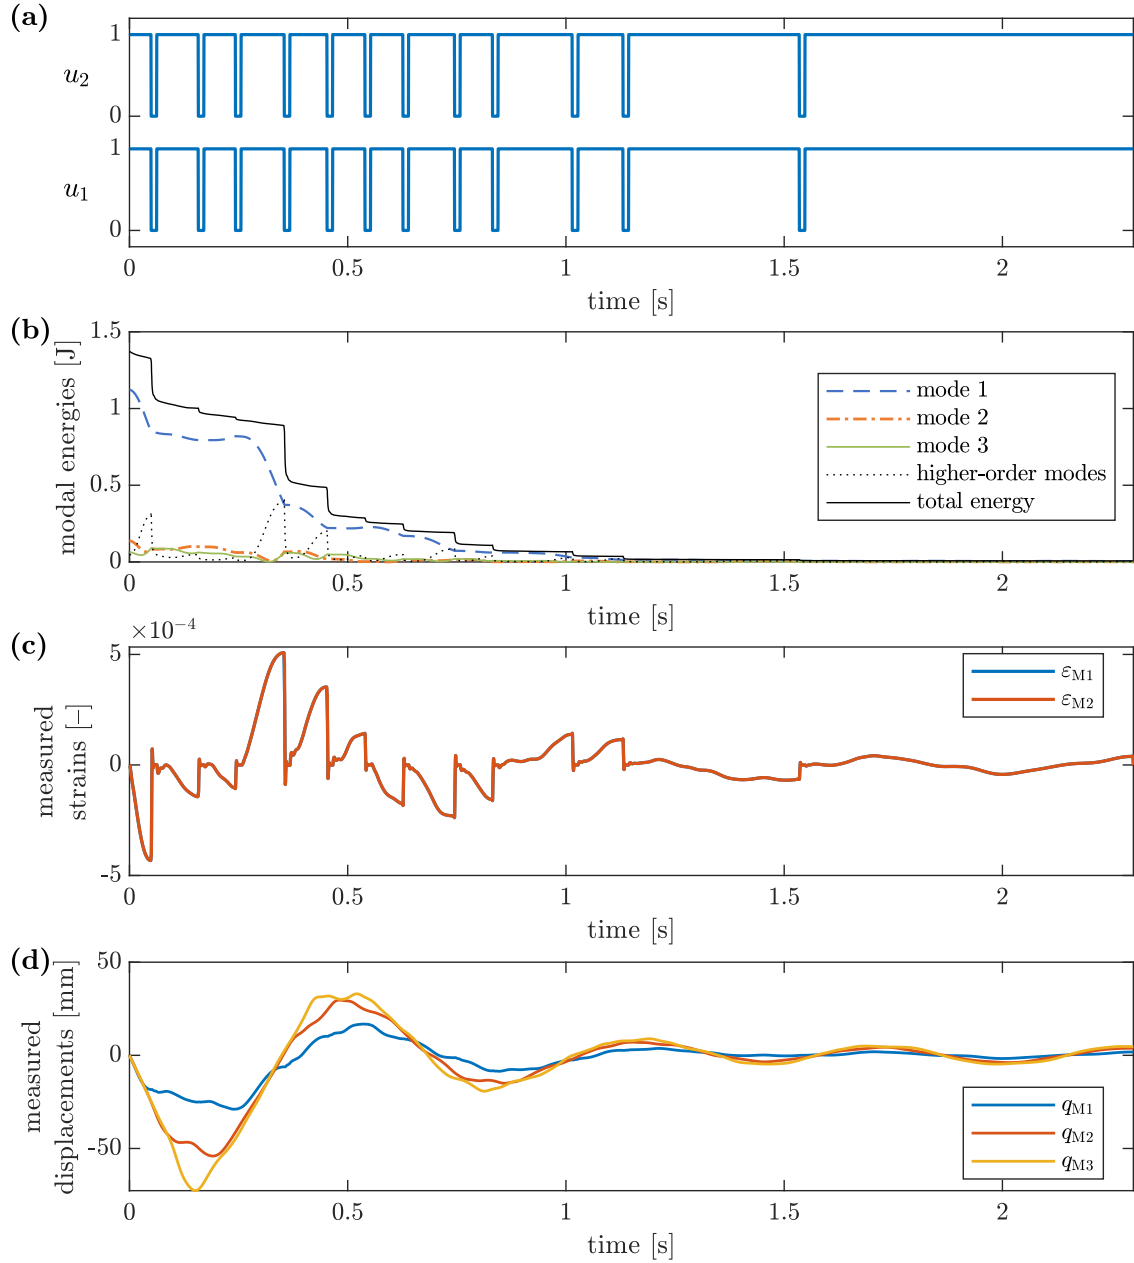 (a)
1
u2
0
1
u1
0
0 0.5 1 1.5 2
time [s]
(b)
1.5
1
0.5
0
modal energies [J]
mode 1
mode 2
mode 3
higher-order modes
total energy
0 0.5 1 1.5 2
time [s]
(c)
×10⁻⁴
5
0
-5
measured
strains [–]
εM1
εM2
0 0.5 1 1.5 2
time [s]
(d)
50
0
-50
measured
displacements [mm]
qM1
qM2
qM3
0 0.5 1 1.5 2
time [s]